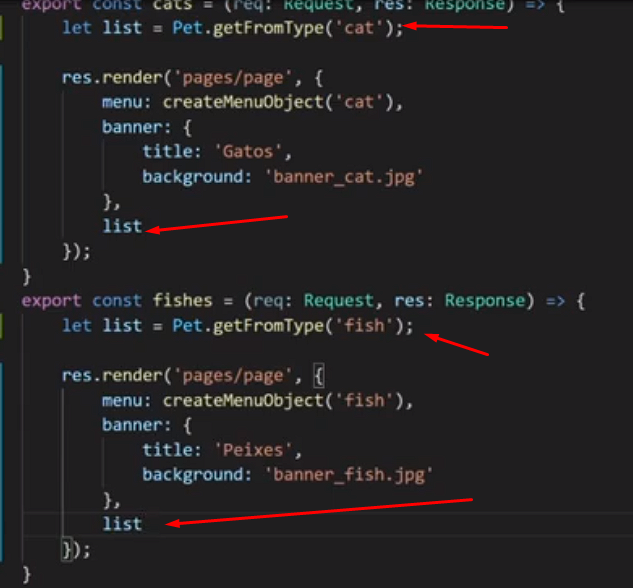 export const cats = (req: Request, res: Response) => {
let list = Pet.getFromType('cat');
res.render('pages/page', {
menu: createMenuObject('cat'),
banner: {
title: 'Gatos',
background: 'banner_cat.jpg'
},
list
});
}
export const fishes = (req: Request, res: Response) => {
let list = Pet.getFromType('fish');
res.render('pages/page', {
menu: createMenuObject('fish'),
banner: {
title: 'Peixes',
background: 'banner_fish.jpg'
},
list
});
}